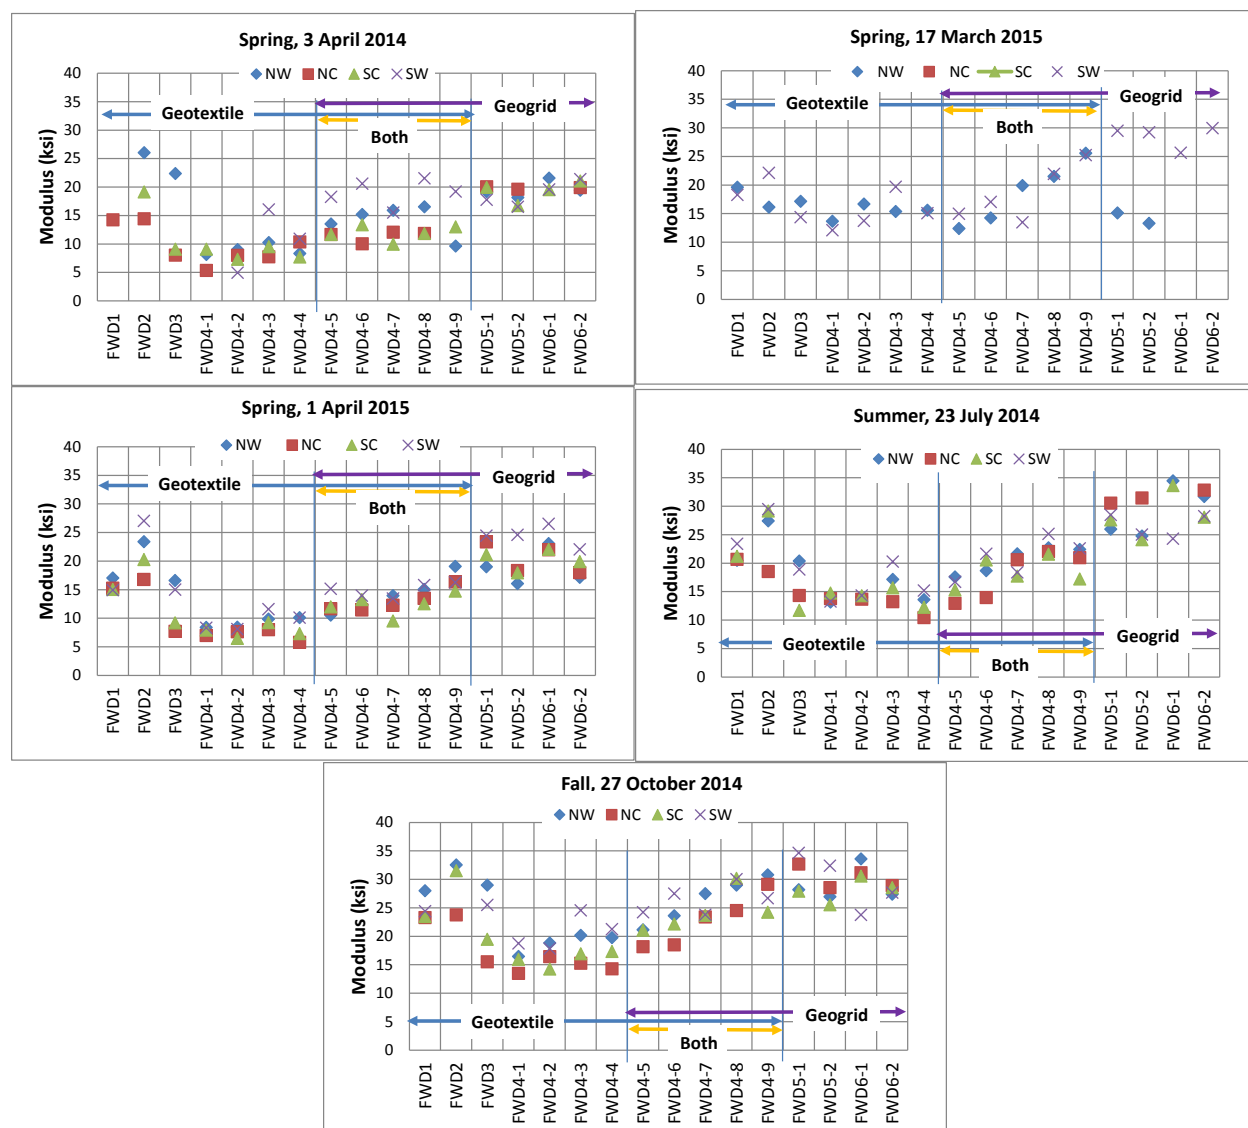 Spring, 3 April 2014
NW NC SC SW
Modulus (ksi)
40
35
30
25
20
15
10
5
0
Geotextile
Geogrid
Both
FWD1 FWD2 FWD3 FWD4-1 FWD4-2 FWD4-3 FWD4-4 FWD4-5 FWD4-6 FWD4-7 FWD4-8 FWD4-9 FWD5-1 FWD5-2 FWD6-1 FWD6-2
Spring, 17 March 2015
NW NC SC SW
Modulus (ksi)
40
35
30
25
20
15
10
5
0
Geotextile
Geogrid
Both
FWD1 FWD2 FWD3 FWD4-1 FWD4-2 FWD4-3 FWD4-4 FWD4-5 FWD4-6 FWD4-7 FWD4-8 FWD4-9 FWD5-1 FWD5-2 FWD6-1 FWD6-2
Spring, 1 April 2015
NW NC SC SW
Modulus (ksi)
40
35
30
25
20
15
10
5
0
Geotextile
Geogrid
Both
FWD1 FWD2 FWD3 FWD4-1 FWD4-2 FWD4-3 FWD4-4 FWD4-5 FWD4-6 FWD4-7 FWD4-8 FWD4-9 FWD5-1 FWD5-2 FWD6-1 FWD6-2
Summer, 23 July 2014
NW NC SC SW
Modulus (ksi)
40
35
30
25
20
15
10
5
0
Geotextile
Geogrid
Both
FWD1 FWD2 FWD3 FWD4-1 FWD4-2 FWD4-3 FWD4-4 FWD4-5 FWD4-6 FWD4-7 FWD4-8 FWD4-9 FWD5-1 FWD5-2 FWD6-1 FWD6-2
Fall, 27 October 2014
NW NC SC SW
Modulus (ksi)
40
35
30
25
20
15
10
5
0
Geotextile
Geogrid
Both
FWD1 FWD2 FWD3 FWD4-1 FWD4-2 FWD4-3 FWD4-4 FWD4-5 FWD4-6 FWD4-7 FWD4-8 FWD4-9 FWD5-1 FWD5-2 FWD6-1 FWD6-2